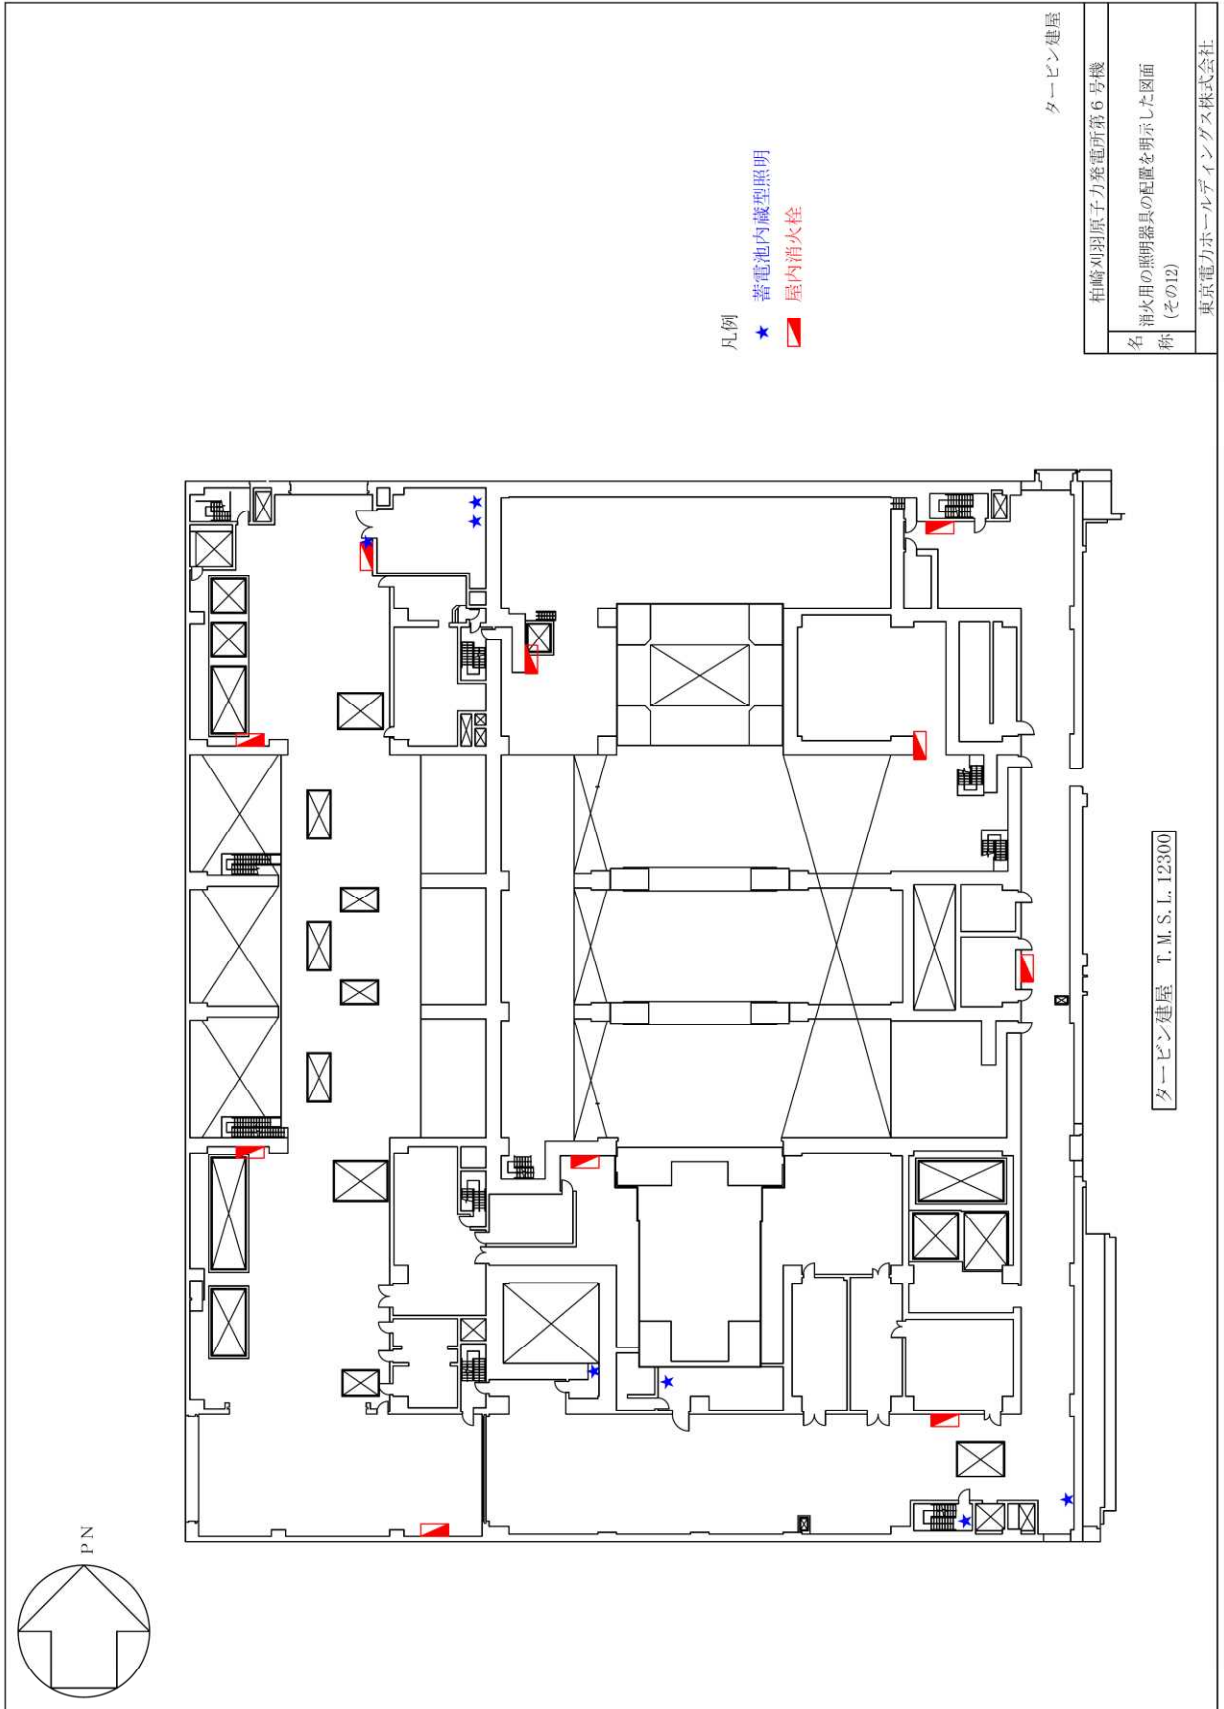 PN
タービン建屋 T.M.S.L.12300
凡例
★ 蓄電池内蔵型照明
屋内消火栓
タービン建屋
柏崎刈羽原子力発電所第6号機
名称
消火用の照明器具の配置を明示した図面
(その12)
東京電力ホールディングス株式会社